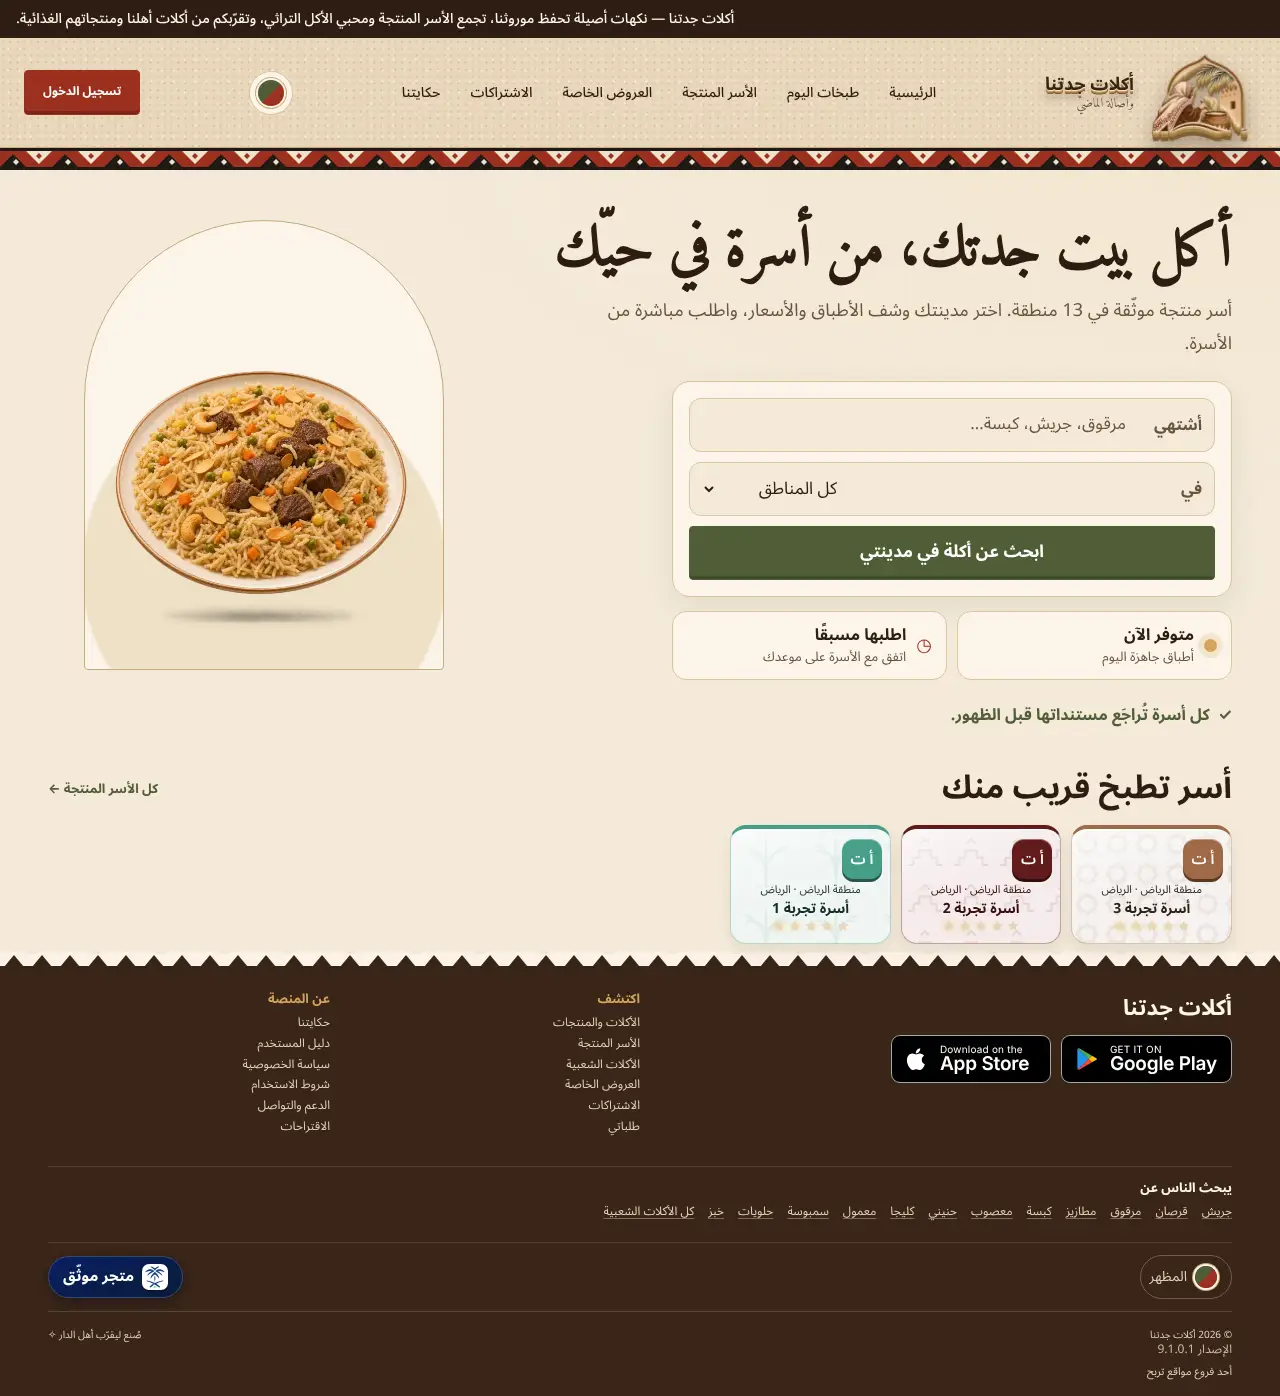 أكلات جدتنا — نكهات أصيلة تحفظ موروثنا، تجمع الأسر المنتجة ومحبي الأكل التراثي، وتقرّبكم من أكلات أهلنا ومنتجاتهم الغذائية.
أكلات جدتنا
وأصالة الماضي
الرئيسية
طبخات اليوم
الأسر المنتجة
العروض الخاصة
الاشتراكات
حكايتنا
تسجيل الدخول
أكل بيت جدتك، من أسرة في حيّك
أسر منتجة موثّقة في 13 منطقة. اختر مدينتك وشف الأطباق والأسعار، واطلب مباشرة من
الأسرة.
أشتهي
مرقوق، جريش، كبسة...
في
كل المناطق
ابحث عن أكلة في مدينتي
متوفر الآن
أطباق جاهزة اليوم
اطلبها مسبقًا
اتفق مع الأسرة على موعدك
✓ كل أسرة تُراجَع مستنداتها قبل الظهور.
أسر تطبخ قريب منك
كل الأسر المنتجة ←
أ ت
منطقة الرياض · الرياض
أسرة تجربة 3
أ ت
منطقة الرياض · الرياض
أسرة تجربة 2
أ ت
منطقة الرياض · الرياض
أسرة تجربة 1
أكلات جدتنا
GET IT ON
Google Play
Download on the
App Store
اكتشف
الأكلات والمنتجات
الأسر المنتجة
الأكلات الشعبية
العروض الخاصة
الاشتراكات
طلباتي
عن المنصة
حكايتنا
دليل المستخدم
سياسة الخصوصية
شروط الاستخدام
الدعم والتواصل
الاقتراحات
يبحث الناس عن
جريش قرصان مرقوق مطازيز كبسة معصوب حنيني كليجا معمول سمبوسة حلويات خبز كل الأكلات الشعبية
المظهر
متجر موثّق
© 2026 أكلات جدتنا
الإصدار 9.1.0.1
أحد فروع مواقع تربح
صُنع ليقرّب أهل الدار ✧